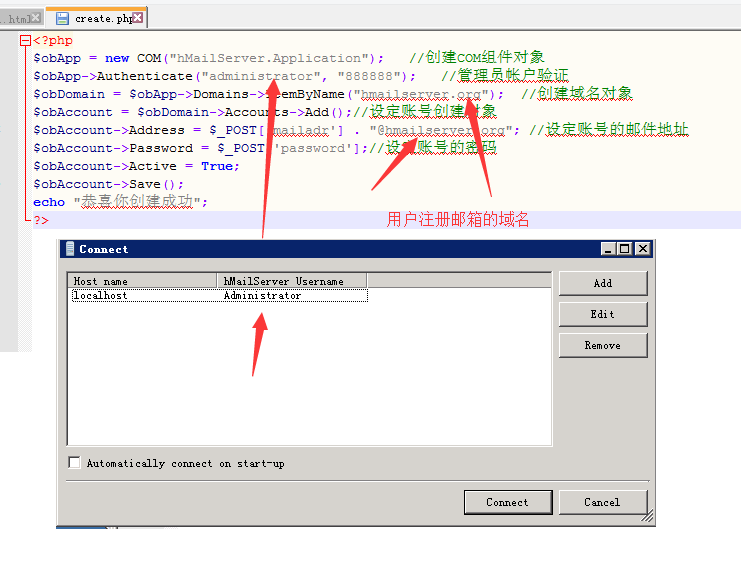 .html
create.php
<?php
$obApp = new COM("hMailServer.Application");   //创建COM组件对象
$obApp->Authenticate("administrator", "888888");   //管理员帐户验证
$obDomain = $obApp->Domains->ItemByName("hmailserver.org");  //创建域名对象
$obAccount = $obDomain->Accounts->Add();//设定账号创建对象
$obAccount->Address = $_POST['mailadr'] . "@hmailserver.org"; //设定账号的邮件地址
$obAccount->Password = $_POST['password'];//设定账号的密码
$obAccount->Active = True;
$obAccount->Save();
echo "恭喜你创建成功";
?>
用户注册邮箱的域名
Connect
Host name hMailServer Username
localhost Administrator
Add
Edit
Remove
Automatically connect on start-up
Connect Cancel